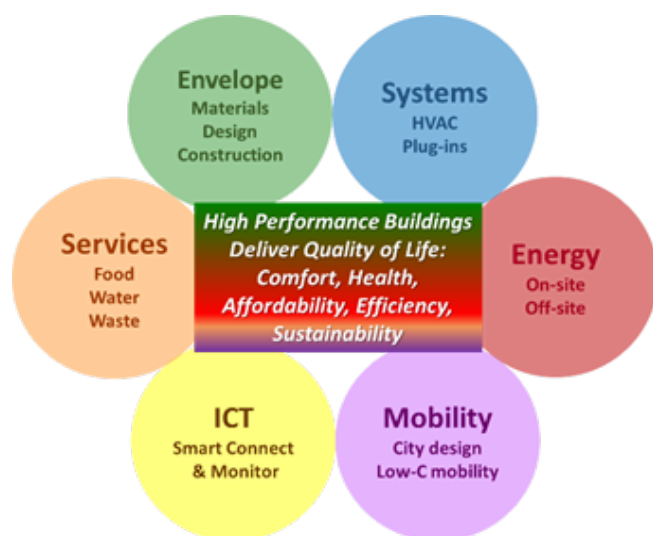 Envelope
Materials
Design
Construction
Systems
HVAC
Plug-ins
Services
Food
Water
Waste
High Performance Buildings
Deliver Quality of Life:
Comfort, Health,
Affordability, Efficiency,
Sustainability
Energy
On-site
Off-site
ICT
Smart Connect
& Monitor
Mobility
City design
Low-C mobility